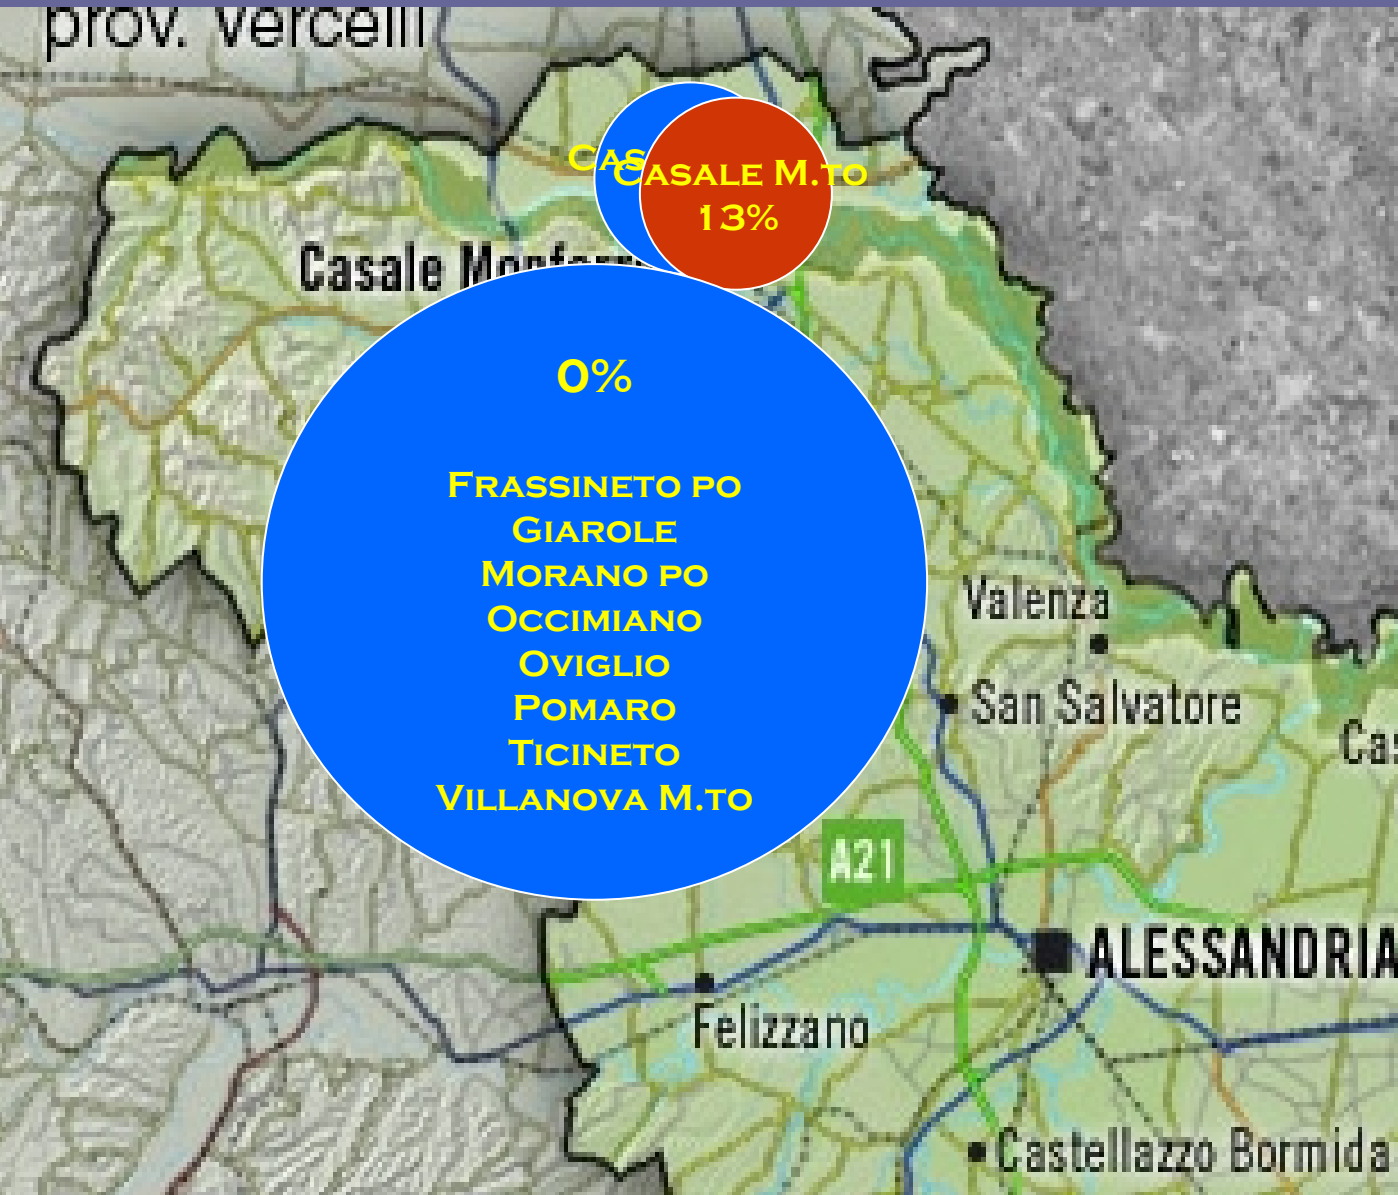 prov. Vercelli
Cas
Casale M.to
13%
Casale Monferr
0%
Frassineto po
Giarole
Morano po
Occimiano
Oviglio
Pomaro
Ticineto
Villanova M.to
Valenza
San Salvatore
Cas
A21
ALESSANDRIA
Felizzano
Castellazzo Bormida